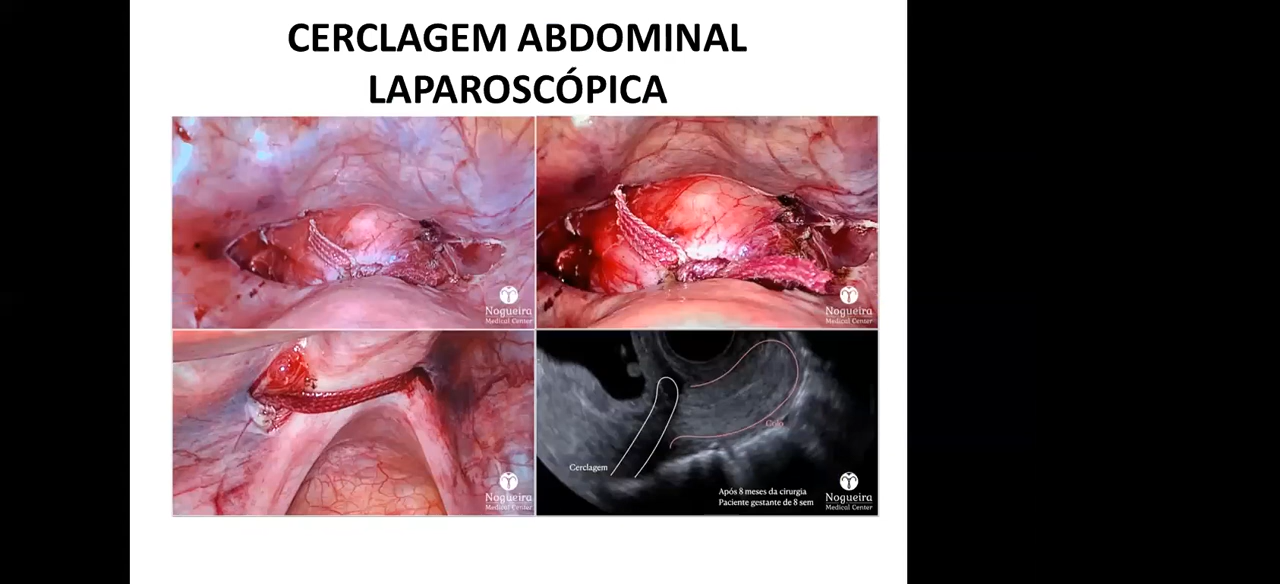 CERCLAGEM ABDOMINAL
LAPAROSCÓPICA
Nogueira
Medical Center
Nogueira
Medical Center
Nogueira
Medical Center
Colo
Cerclagem
Após 8 meses da cirurgia
Paciente gestante de 8 sem
Nogueira
Medical Center